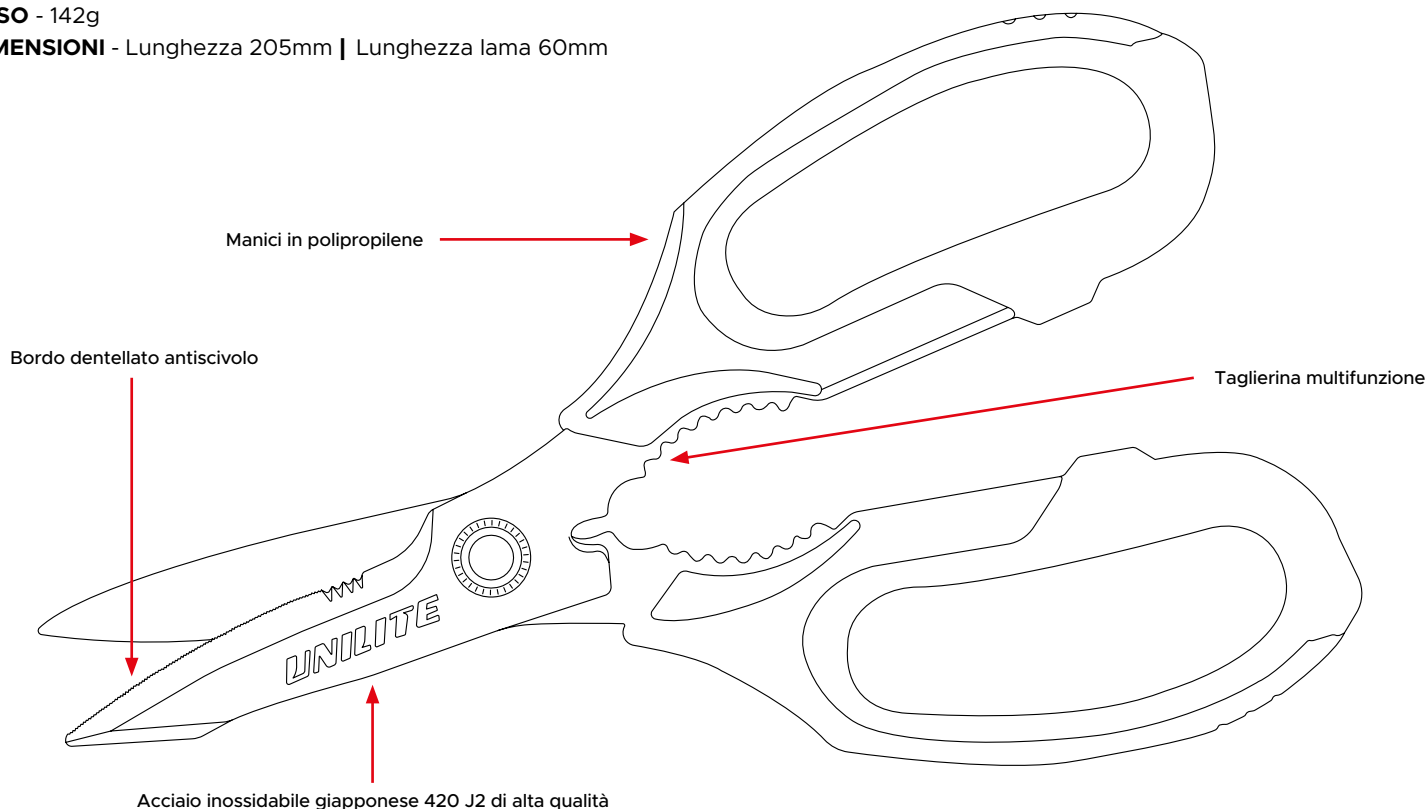 SO - 142g
MENSIONI - Lunghezza 205mm | Lunghezza lama 60mm
Manici in polipropilene
Bordo dentellato antiscivolo
Taglierina multifunzione
UNILITE
Acciaio inossidabile giapponese 420 J2 di alta qualità